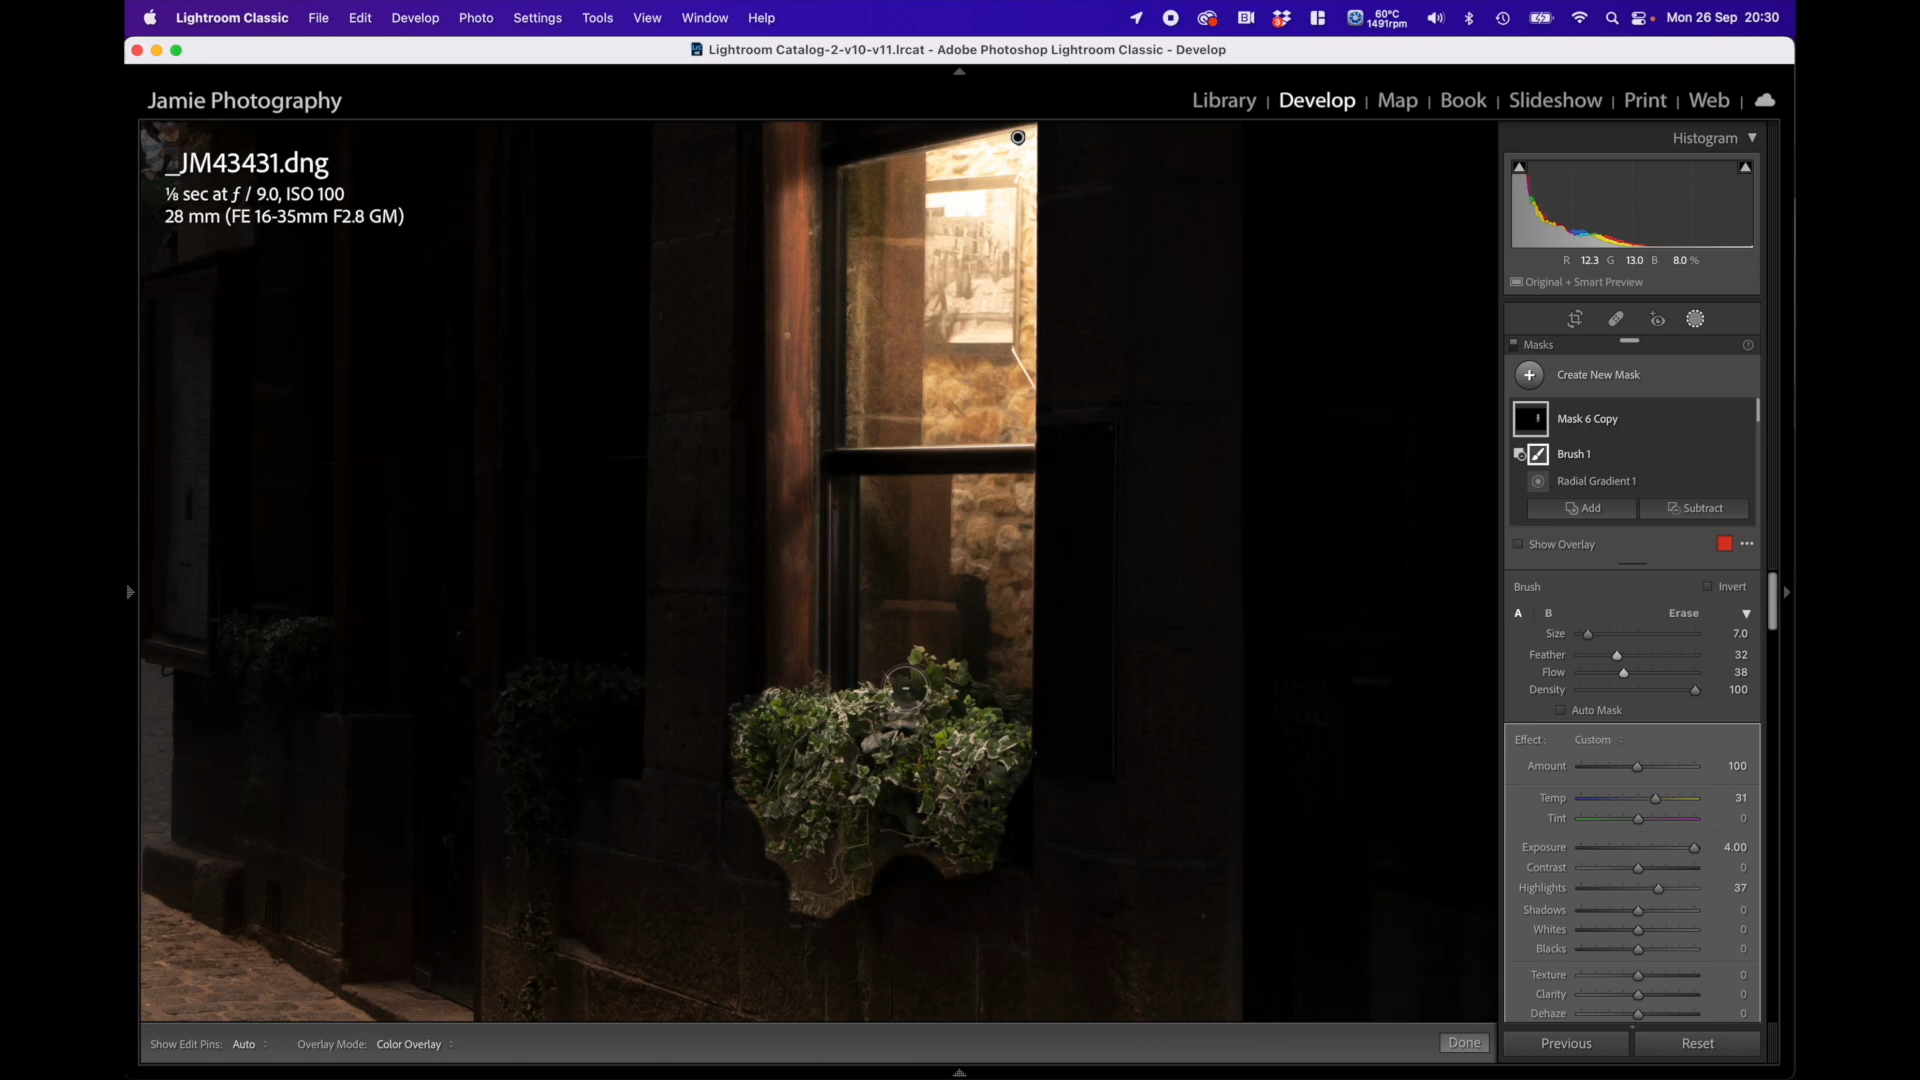 Lightroom Classic File Edit Develop Photo Settings Tools View Window Help 3 60°C 1491rpm Mon 26 Sep 20:30
Lightroom Catalog-2-v10-v11.lrcat - Adobe Photoshop Lightroom Classic - Develop
Jamie Photography
Library | Develop | Map | Book | Slideshow | Print | Web |
_JM43431.dng
⅛ sec at ƒ / 9.0, ISO 100
28 mm (FE 16-35mm F2.8 GM)
Histogram
R 12.3 G 13.0 B 8.0 %
Original + Smart Preview
Masks
Create New Mask
Mask 6 Copy
Brush 1
Radial Gradient 1
Add Subtract
Show Overlay
Brush Invert
A B Erase
Size 7.0
Feather 32
Flow 38
Density 100
Auto Mask
Effect : Custom
Amount 100
Temp 31
Tint 0
Exposure 4.00
Contrast 0
Highlights 37
Shadows 0
Whites 0
Blacks 0
Texture 0
Clarity 0
Dehaze 0
Show Edit Pins: Auto Overlay Mode: Color Overlay Done
Previous Reset